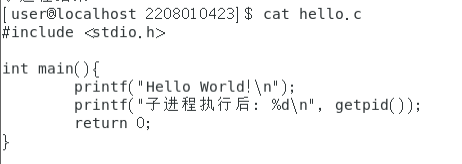 [user@localhost 2208010423]$ cat hello.c
#include <stdio.h>

int main(){
        printf("Hello World!\n");
        printf("子进程执行后: %d\n", getpid());
        return 0;
}